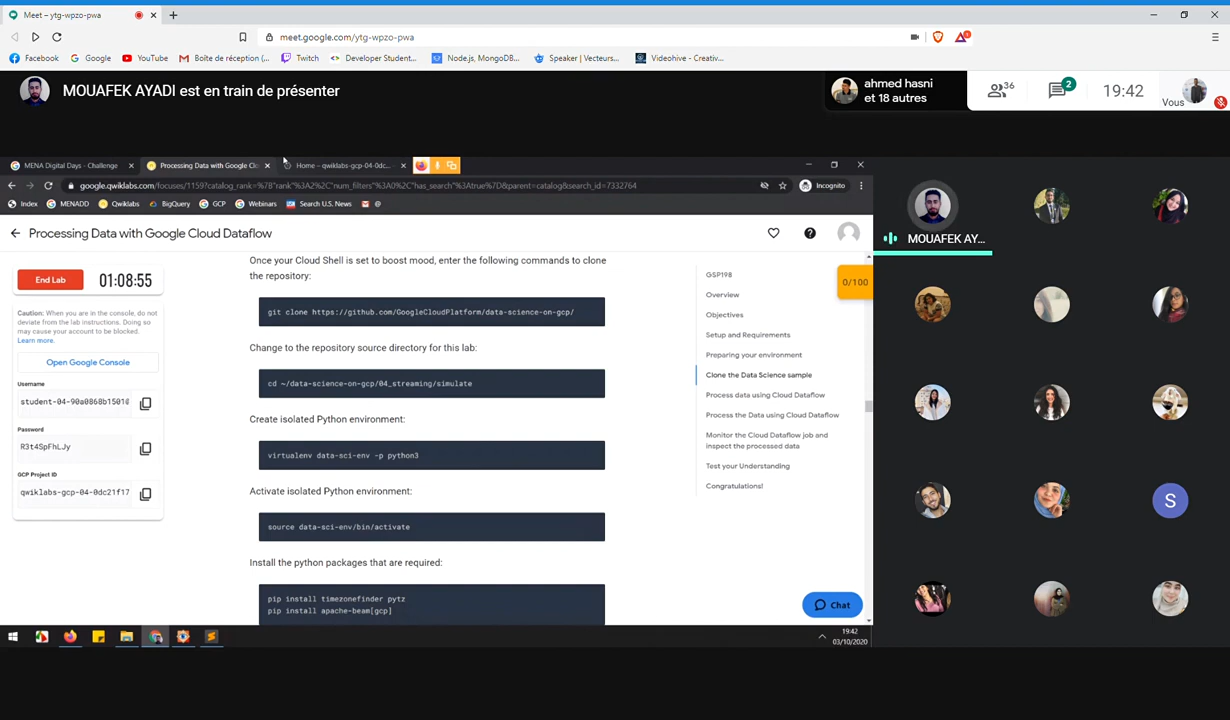 Meet – ytg-wpzo-pwa
meet.google.com/ytg-wpzo-pwa
Facebook
Google
YouTube
Boîte de réception (...
Twitch
Developer Student...
Node.js, MongoDB...
Speaker | Vecteurs...
Videohive - Creativ...
MOUAFEK AYADI est en train de présenter
ahmed hasni
et 18 autres
36
2
19:42
Vous
MENA Digital Days - Challenge
Processing Data with Google Clo
Home – qwiklabs-gcp-04-0dc...
google.qwiklabs.com/focuses/1159?catalog_rank=%7B"rank"%3A2%2C"num_filters"%3A0%2C"has_search"%3Atrue%7D&parent=catalog&search_id=7332764
Incognito
Index
MENADD
Qwiklabs
BigQuery
GCP
Webinars
Search U.S. News
@
Processing Data with Google Cloud Dataflow
End Lab
01:08:55
Caution: When you are in the console, do not
deviate from the lab instructions. Doing so
may cause your account to be blocked.
Learn more.
Open Google Console
Username
student-04-90a0868b1501@
Password
R3t4SpFhLJy
GCP Project ID
qwiklabs-gcp-04-0dc21f17
Once your Cloud Shell is set to boost mood, enter the following commands to clone
the repository:
git clone https://github.com/GoogleCloudPlatform/data-science-on-gcp/
Change to the repository source directory for this lab:
cd ~/data-science-on-gcp/04_streaming/simulate
Create isolated Python environment:
virtualenv data-sci-env -p python3
Activate isolated Python environment:
source data-sci-env/bin/activate
Install the python packages that are required:
pip install timezonefinder pytz
pip install apache-beam[gcp]
GSP198
Overview
Objectives
Setup and Requirements
Preparing your environment
Clone the Data Science sample
Process data using Cloud Dataflow
Process the Data using Cloud Dataflow
Monitor the Cloud Dataflow job and
inspect the processed data
Test your Understanding
Congratulations!
0/100
Chat
19:42
03/10/2020
MOUAFEK AY...
S